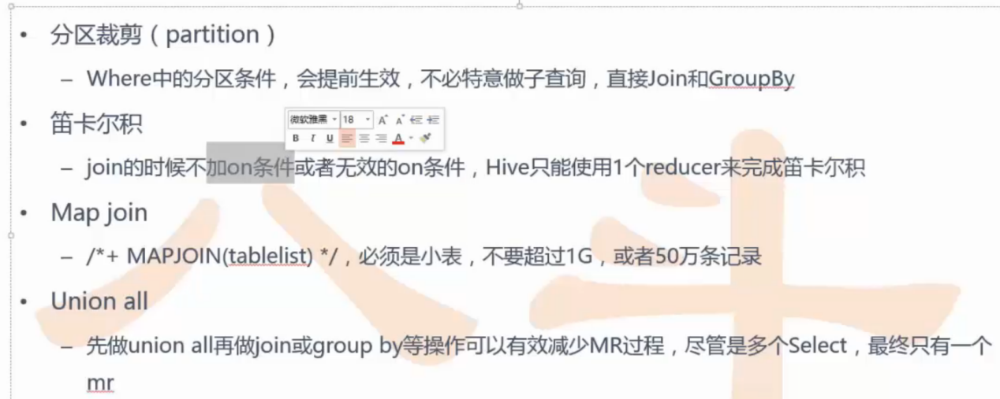 • 分区裁剪（partition）
– Where中的分区条件，会提前生效，不必特意做子查询，直接Join和GroupBy
• 笛卡尔积
微软雅黑 18 A A
B I U A
– join的时候不加on条件或者无效的on条件，Hive只能使用1个reducer来完成笛卡尔积
• Map join
– /*+ MAPJOIN(tablelist) */，必须是小表，不要超过1G，或者50万条记录
• Union all
– 先做union all再做join或group by等操作可以有效减少MR过程，尽管是多个Select，最终只有一个
mr
八斗